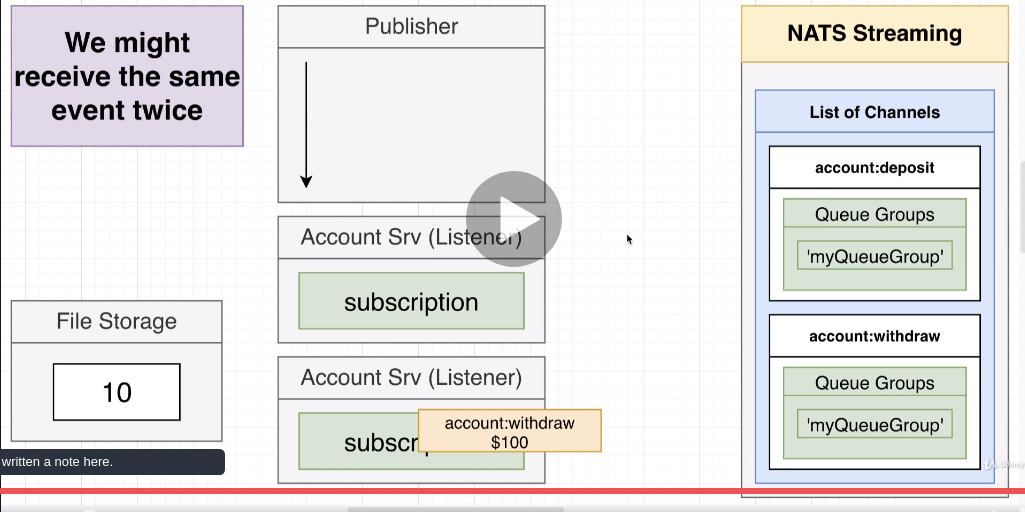 We might
receive the same
event twice
Publisher
Account Srv (Listener)
subscription
Account Srv (Listener)
account:withdraw
$100
File Storage
10
written a note here.
NATS Streaming
List of Channels
account:deposit
Queue Groups
'myQueueGroup'
account:withdraw
Queue Groups
'myQueueGroup'
Udemy